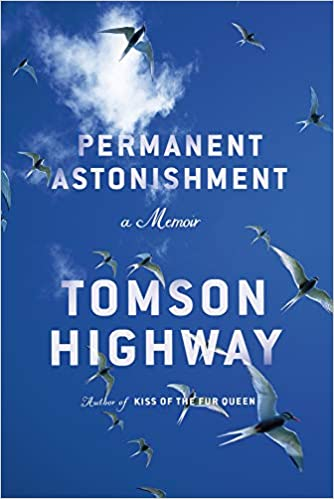 PERMANENT
ASTONISHMENT
a Memoir
TOMSON
HIGHWAY
Author of KISS OF THE FUR QUEEN